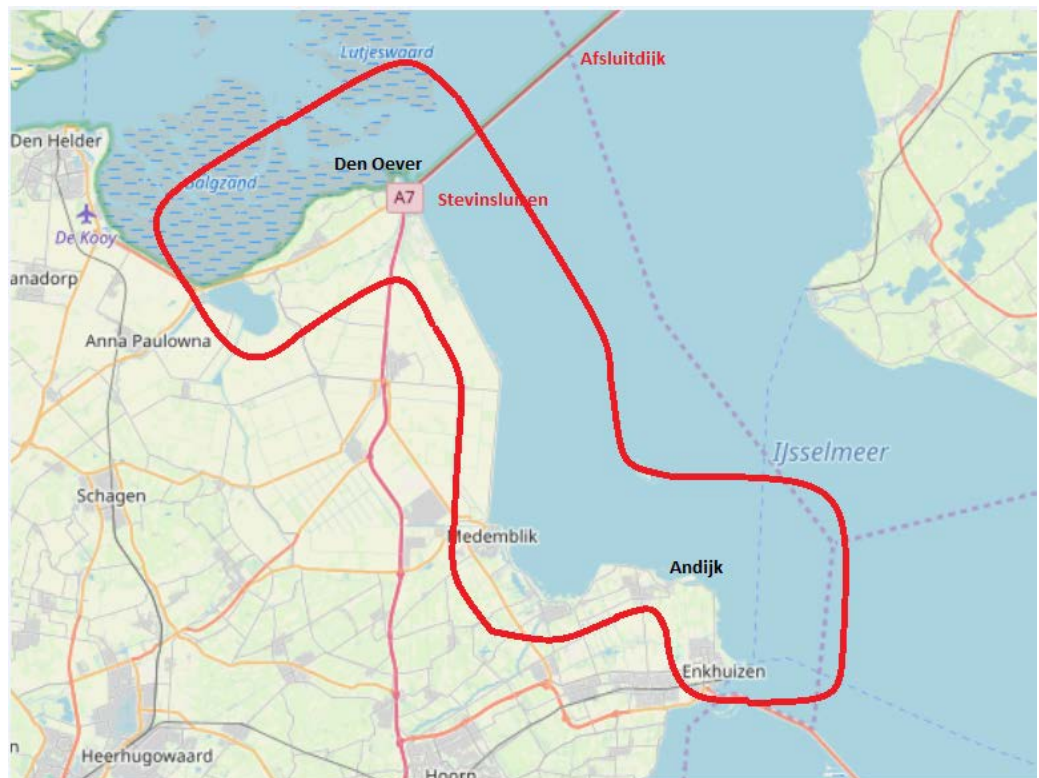 Lutjeswaard
Afsluitdijk
Den Helder
Den Oever
Balgzand
A7
Stevinsluizen
De Kooy
anadorp
Anna Paulowna
IJsselmeer
Schagen
Medemblik
Andijk
Enkhuizen
n
Heerhugowaard
Hoorn